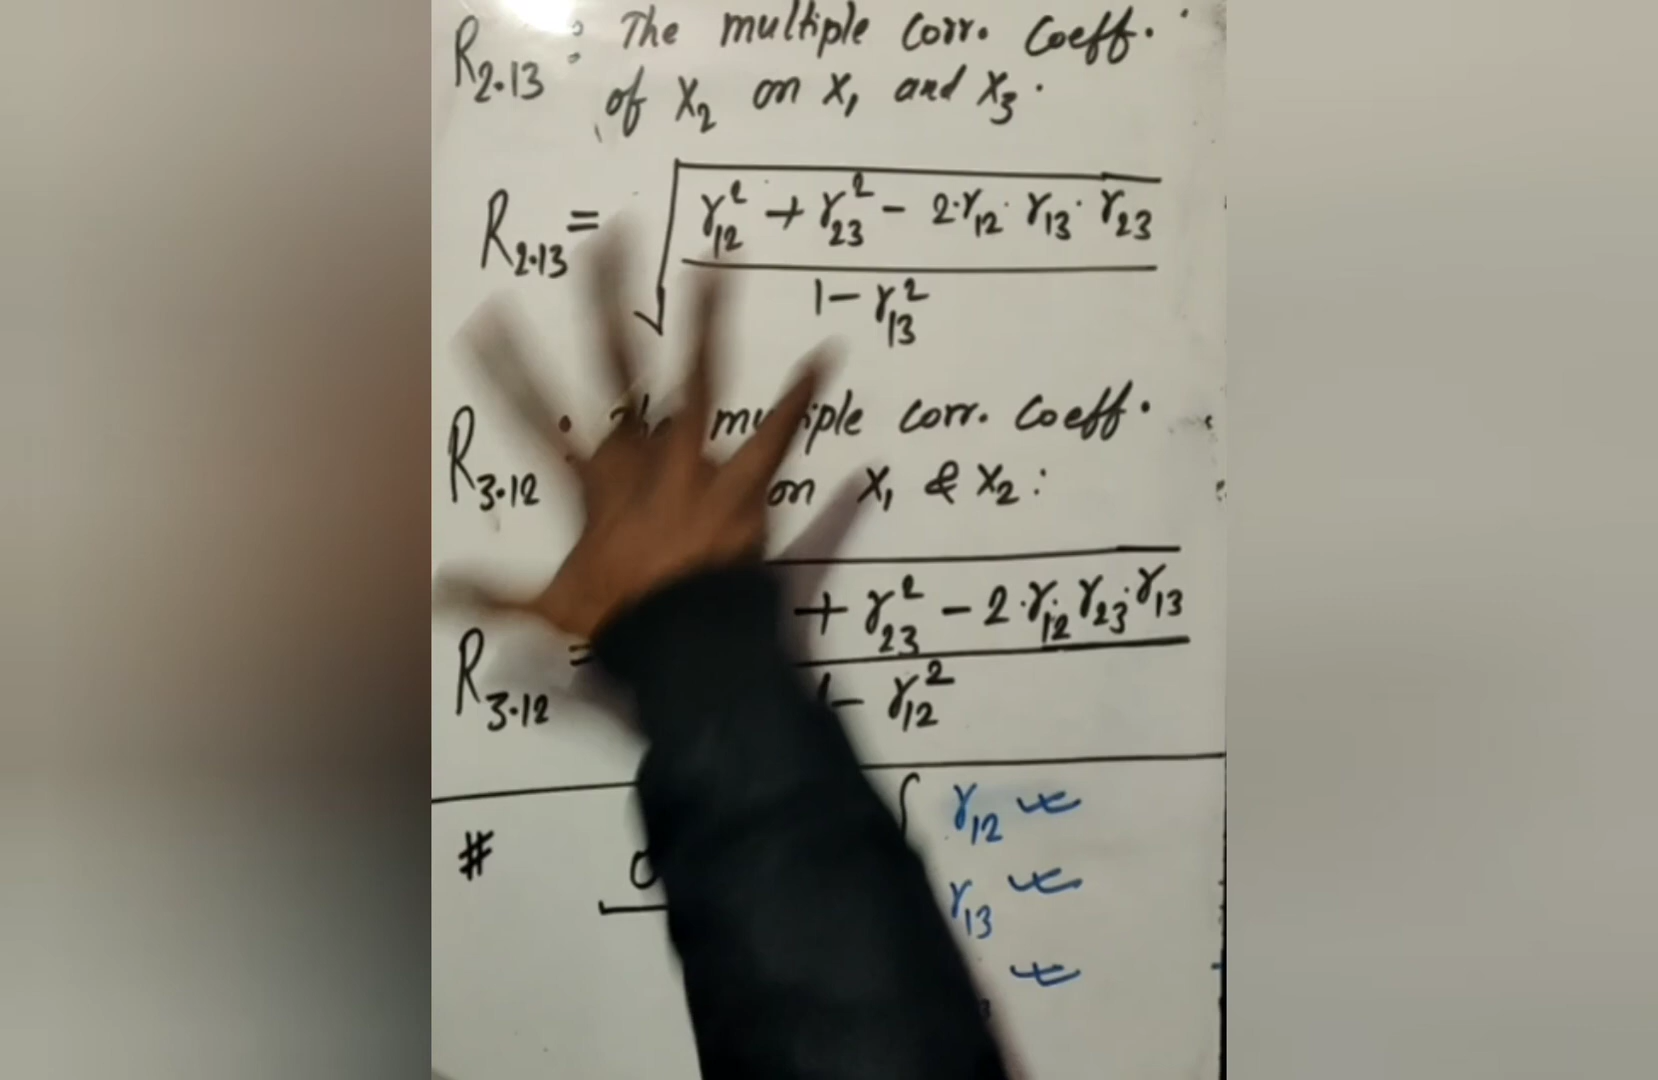 R₂.₁₃ : The multiple Corr. Coeff.
of X₂ on X₁ and X₃.
R₂.₁₃ = √( (r₁₂² + r₂₃² − 2·r₁₂·r₁₃·r₂₃) / (1 − r₁₃²) )
R₃.₁₂ : The multiple Corr. Coeff.
on X₁ & X₂:
R₃.₁₂ = + r₂₃² − 2·r₁₂·r₂₃·r₁₃
1 − r₁₂²
# r₁₂
r₁₃